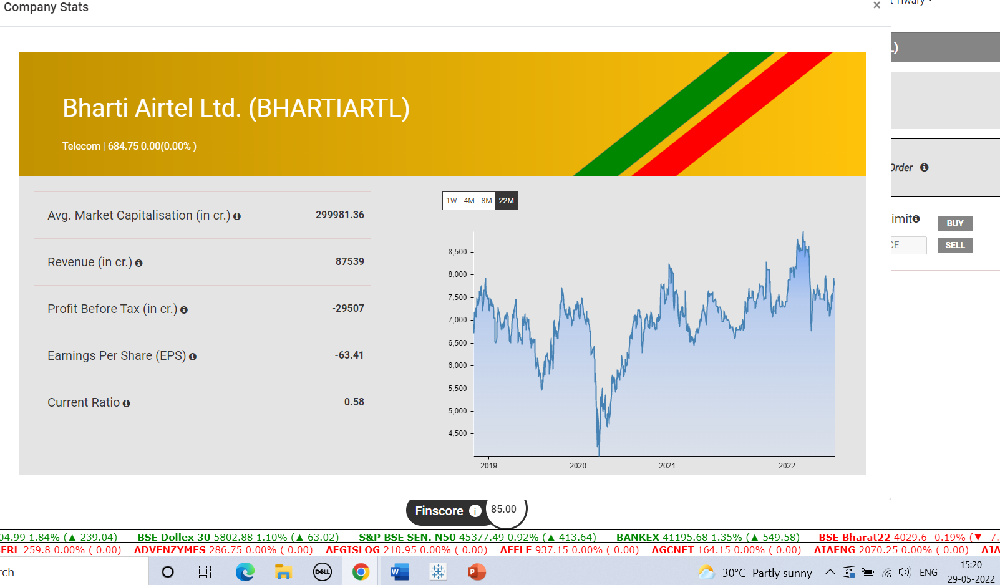 Company Stats
×
Tiwary
L)
Bharti Airtel Ltd. (BHARTIARTL)
Telecom | 684.75 0.00(0.00% )
Order
Avg. Market Capitalisation (in cr.) 299981.36
Revenue (in cr.) 87539
Profit Before Tax (in cr.) -29507
Earnings Per Share (EPS) -63.41
Current Ratio 0.58
1W 4M 8M 22M
8,500
8,000
7,500
7,000
6,500
6,000
5,500
5,000
4,500
2019 2020 2021 2022
imit
BUY
CE
SELL
Finscore i 85.00
04.99 1.84% (▲ 239.04) BSE Dollex 30 5802.88 1.10% (▲ 63.02) S&P BSE SEN. N50 45377.49 0.92% (▲ 413.64) BANKEX 41195.68 1.35% (▲ 549.58) BSE Bharat22 4029.6 -0.19% (▼ -7.
FRL 259.8 0.00% ( 0.00) ADVENZYMES 286.75 0.00% ( 0.00) AEGISLOG 210.95 0.00% ( 0.00) AFFLE 937.15 0.00% ( 0.00) AGCNET 164.15 0.00% ( 0.00) AIAENG 2070.25 0.00% ( 0.00) AJA
rch
DELL
W
P
30°C Partly sunny
ENG
15:20
29-05-2022